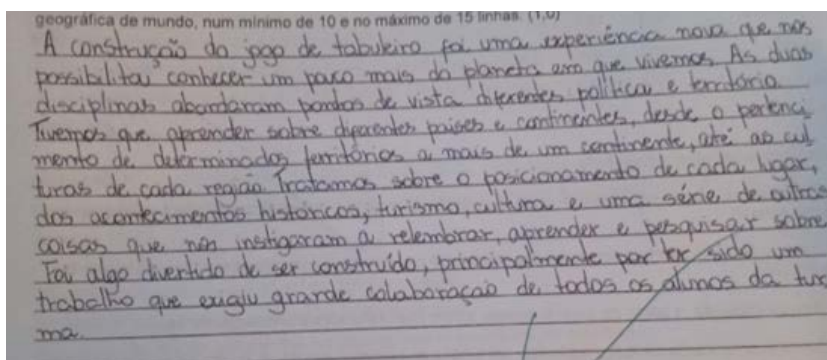 geográfica de mundo, num mínimo de 10 e no máximo de 15 linhas. (1,0)
A construção do jogo de tabuleiro foi uma experiência nova que nos
possibilitou conhecer um pouco mais do planeta em que vivemos. As duas
disciplinas abordaram pontos de vista diferentes política e território.
Tivemos que aprender sobre diferentes países e continentes, desde o pertenci
mento de determinados territórios a mais de um continente, até as cul
turas de cada região. Tratamos sobre o posicionamento de cada lugar,
dos acontecimentos históricos, turismo, cultura e uma série de outras
coisas que nos instigaram a relembrar, aprender e pesquisar sobre
Foi algo divertido de ser construído, principalmente por ter sido um
trabalho que exigiu grande colaboração de todos os alunos da tur
ma.